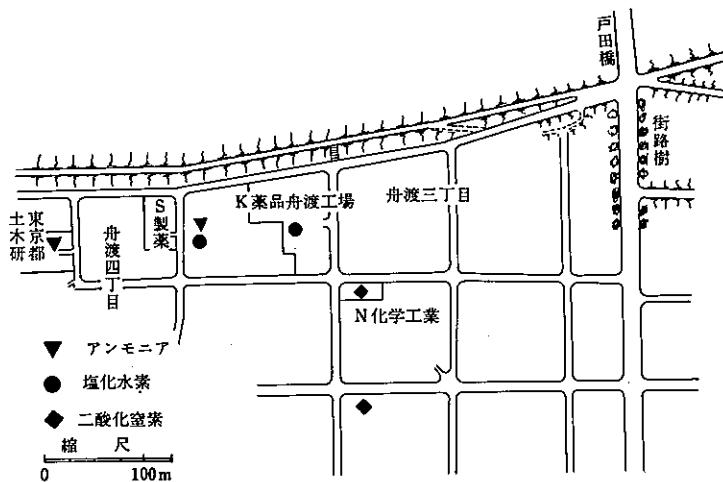 戸田橋
街路樹
舟渡三丁目
K薬品舟渡工場
S製薬
東京都
土木研
舟渡四丁目
N化学工業
アンモニア
塩化水素
二酸化窒素
縮尺
0 100m